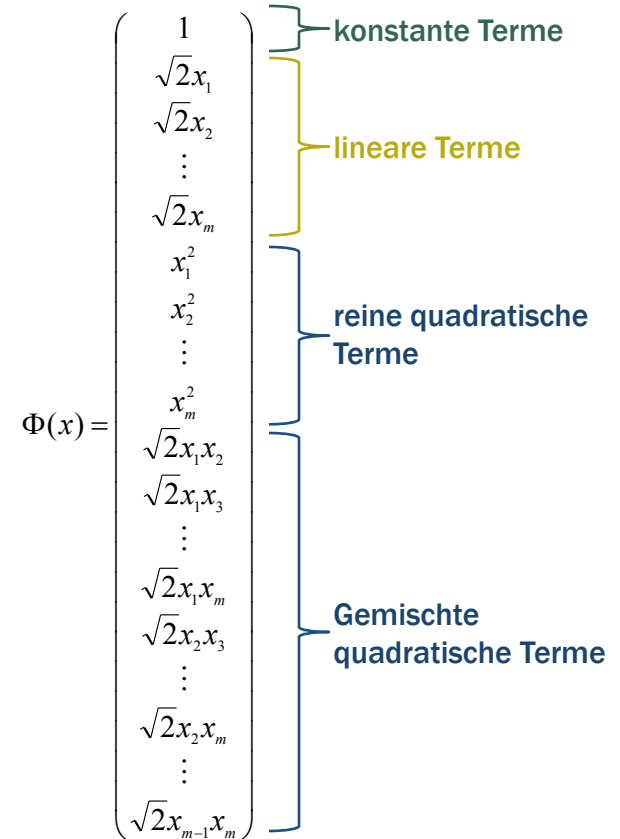 1
konstante Terme
√2x₁
√2x₂
⋮
lineare Terme
√2xₘ
x₁²
x₂²
reine quadratische
⋮
Terme
xₘ²
Φ(x) =
√2x₁x₂
√2x₁x₃
⋮
√2x₁xₘ
Gemischte
√2x₂x₃
quadratische Terme
⋮
√2x₂xₘ
⋮
√2xₘ₋₁xₘ